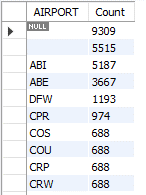 AIRPORT Count
NULL 9309
5515
ABI 5187
ABE 3667
DFW 1193
CPR 974
COS 688
COU 688
CRP 688
CRW 688